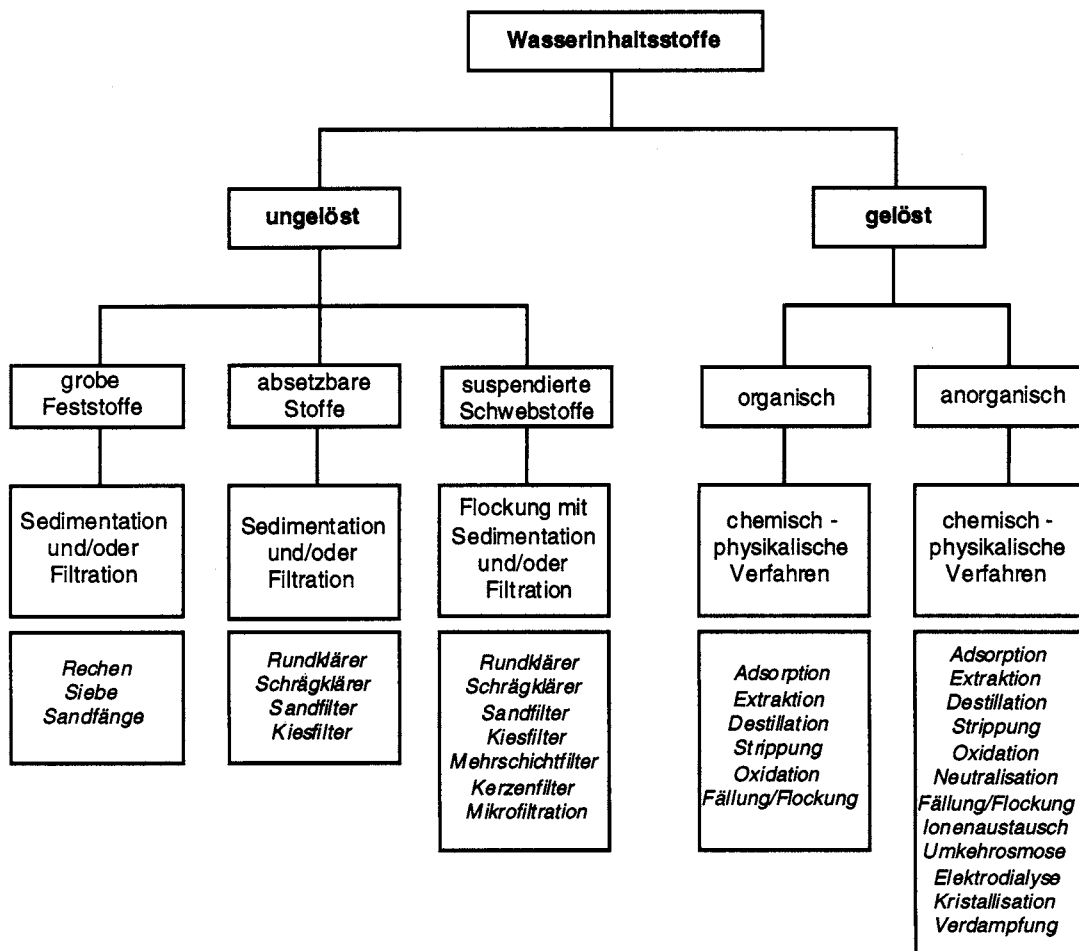 Wasserinhaltsstoffe
ungelöst
gelöst
grobe
Feststoffe
absetzbare
Stoffe
suspendierte
Schwebstoffe
organisch
anorganisch
Sedimentation
und/oder
Filtration
Sedimentation
und/oder
Filtration
Flockung mit
Sedimentation
und/oder
Filtration
chemisch -
physikalische
Verfahren
chemisch -
physikalische
Verfahren
Rechen
Siebe
Sandfänge
Rundklärer
Schrägklärer
Sandfilter
Kiesfilter
Rundklärer
Schrägklärer
Sandfilter
Kiesfilter
Mehrschichtfilter
Kerzenfilter
Mikrofiltration
Adsorption
Extraktion
Destillation
Strippung
Oxidation
Fällung/Flockung
Adsorption
Extraktion
Destillation
Strippung
Oxidation
Neutralisation
Fällung/Flockung
Ionenaustausch
Umkehrosmose
Elektrodialyse
Kristallisation
Verdampfung